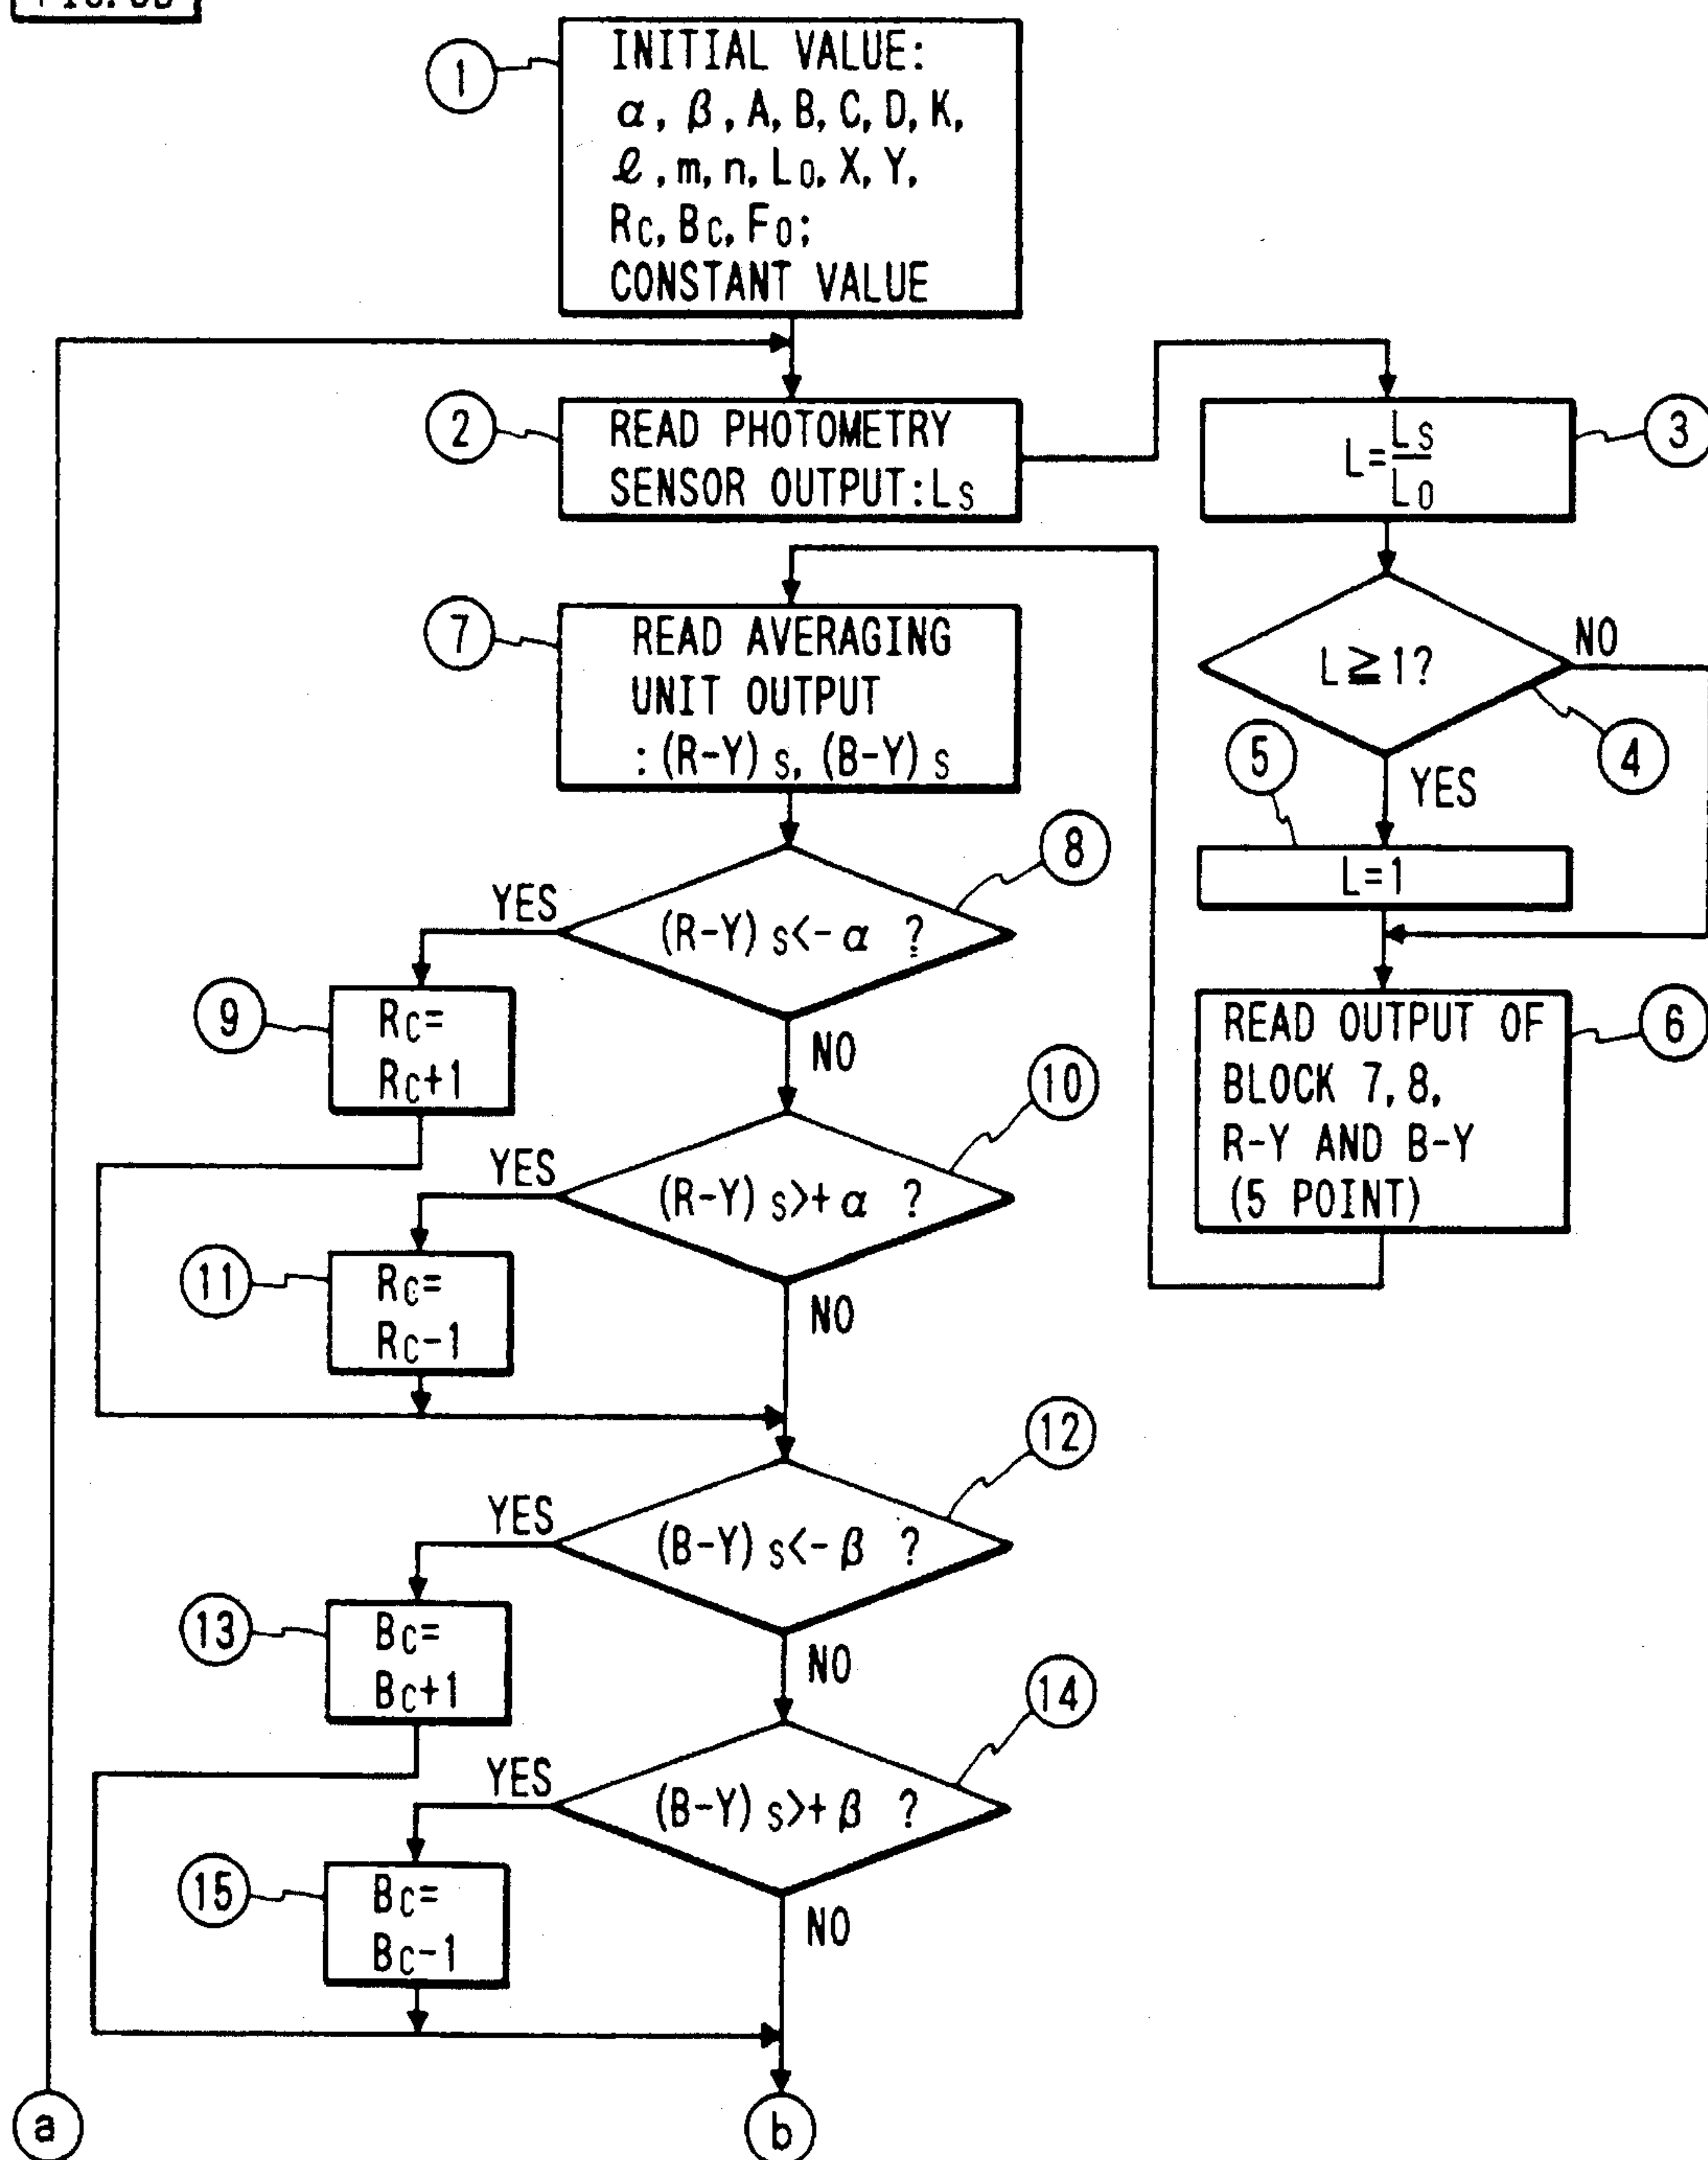 1
INITIAL VALUE:
α, β, A, B, C, D, K,
ℓ, m, n, L0, X, Y,
RC, BC, F0;
CONSTANT VALUE
2
READ PHOTOMETRY
SENSOR OUTPUT:LS
3
L=LS/L0
L≧1?
NO
4
YES
5
L=1
6
READ OUTPUT OF
BLOCK 7, 8,
R-Y AND B-Y
(5 POINT)
7
READ AVERAGING
UNIT OUTPUT
:(R-Y)S, (B-Y)S
8
(R-Y)S<-α ?
YES
NO
9
RC=
RC+1
10
(R-Y)S>+α ?
YES
NO
11
RC=
RC-1
12
(B-Y)S<-β ?
YES
NO
13
BC=
BC+1
14
(B-Y)S>+β ?
YES
NO
15
BC=
BC-1
a
b